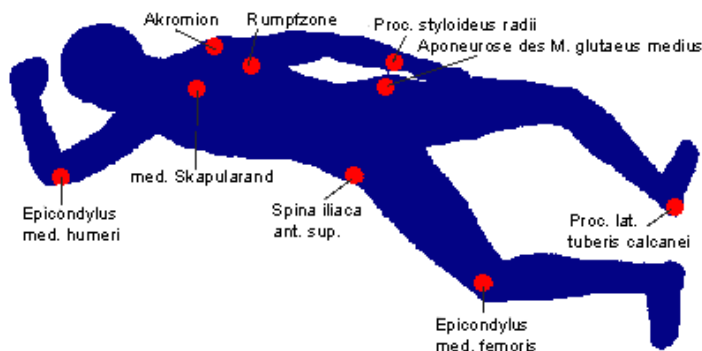 Akromion
Rumpfzone
Proc. styloideus radii
Aponeurose des M. glutaeus medius
med. Skapularand
Epicondylus
med. humeri
Spina iliaca
ant. sup.
Proc. lat.
tuberis calcanei
Epicondylus
med. femoris